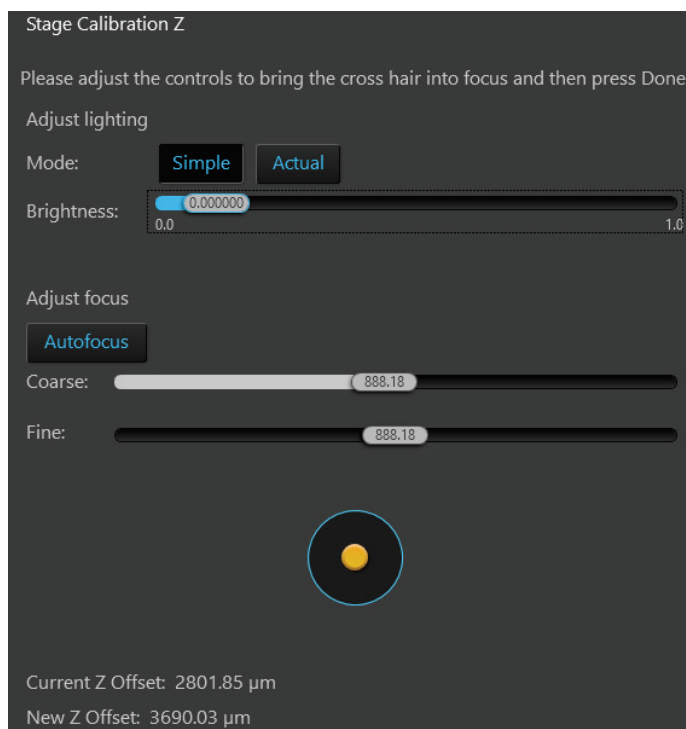 Stage Calibration Z
Please adjust the controls to bring the cross hair into focus and then press Done
Adjust lighting
Mode: Simple Actual
Brightness: 0.000000
0.0 1.0
Adjust focus
Autofocus
Coarse: 888.18
Fine: 888.18
Current Z Offset: 2801.85 µm
New Z Offset: 3690.03 µm